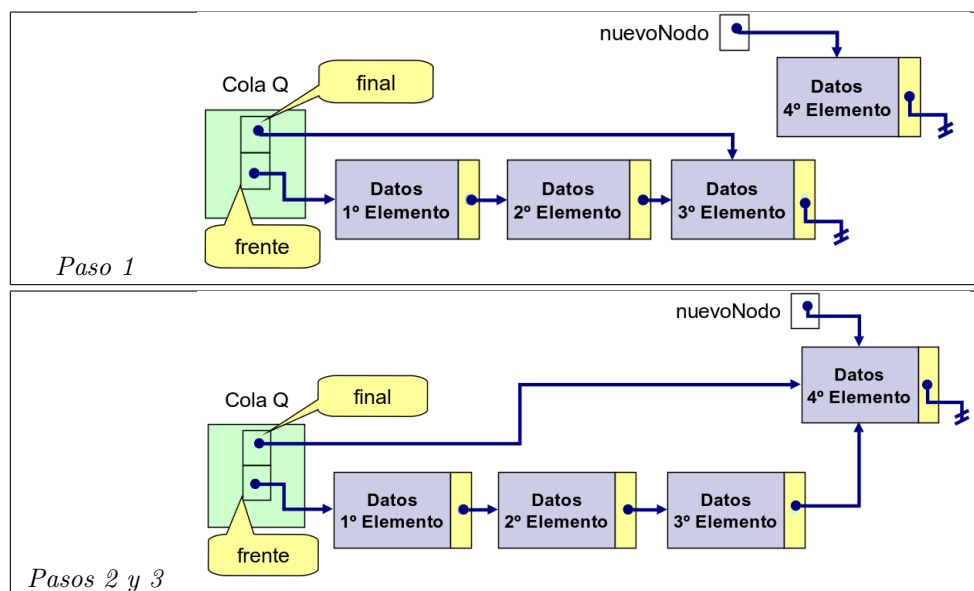 nuevoNodo
Datos
4º Elemento
Cola Q
final
Datos
1º Elemento
Datos
2º Elemento
Datos
3º Elemento
frente
Paso 1
nuevoNodo
Datos
4º Elemento
Cola Q
final
Datos
1º Elemento
Datos
2º Elemento
Datos
3º Elemento
frente
Pasos 2 y 3